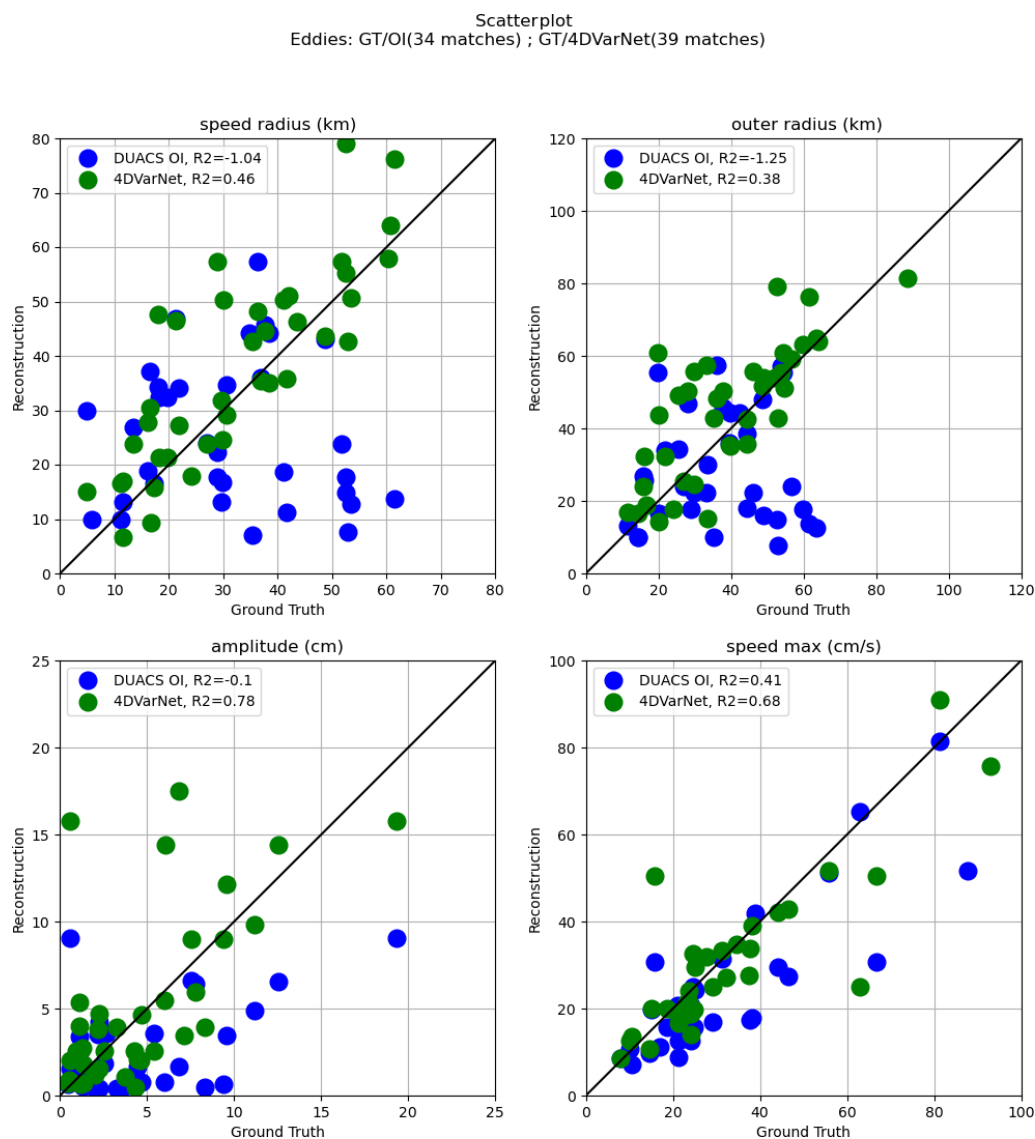 Scatterplot
Eddies: GT/OI(34 matches) ; GT/4DVarNet(39 matches)
speed radius (km)
DUACS OI, R2=-1.04
4DVarNet, R2=0.46
80
70
60
50
40
30
20
10
0
Reconstruction
0 10 20 30 40 50 60 70 80
Ground Truth
outer radius (km)
DUACS OI, R2=-1.25
4DVarNet, R2=0.38
120
100
80
60
40
20
0
Reconstruction
0 20 40 60 80 100 120
Ground Truth
amplitude (cm)
DUACS OI, R2=-0.1
4DVarNet, R2=0.78
25
20
15
10
5
0
Reconstruction
0 5 10 15 20 25
Ground Truth
speed max (cm/s)
DUACS OI, R2=0.41
4DVarNet, R2=0.68
100
80
60
40
20
0
Reconstruction
0 20 40 60 80 100
Ground Truth